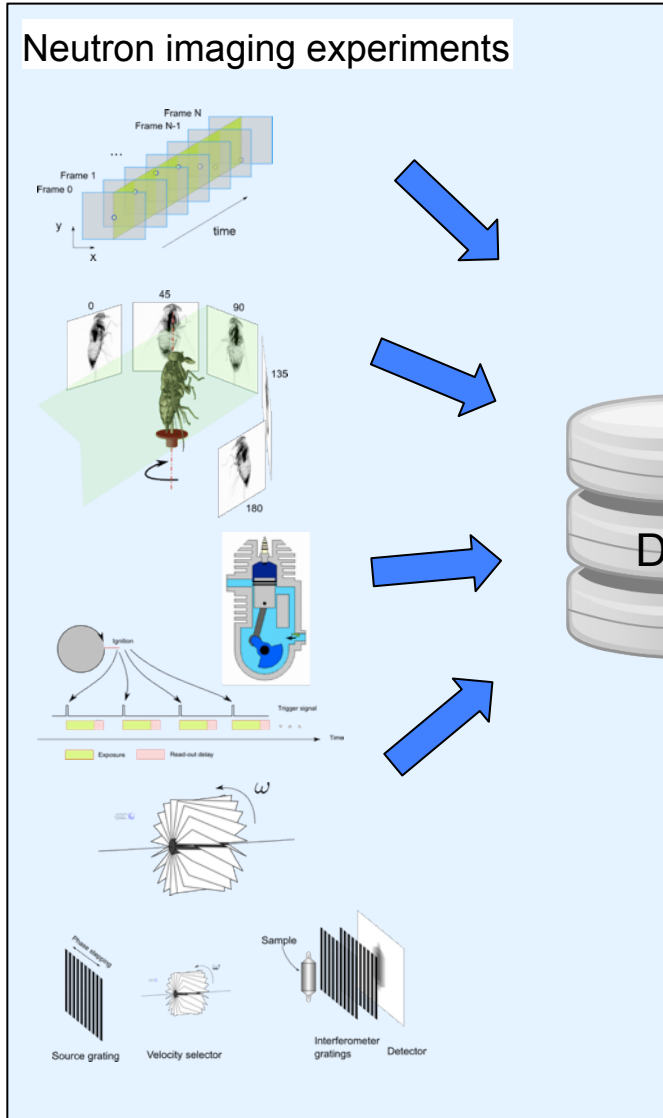 Neutron imaging experiments
Frame N
Frame N-1
...
Frame 1
Frame 0
y
x
time
0
45
90
135
180
Ignition
Trigger signal
Time
Exposure
Read-out delay
ω
D
Phase stepping
Sample
ω
Source grating
Velocity selector
Interferometer
gratings
Detector